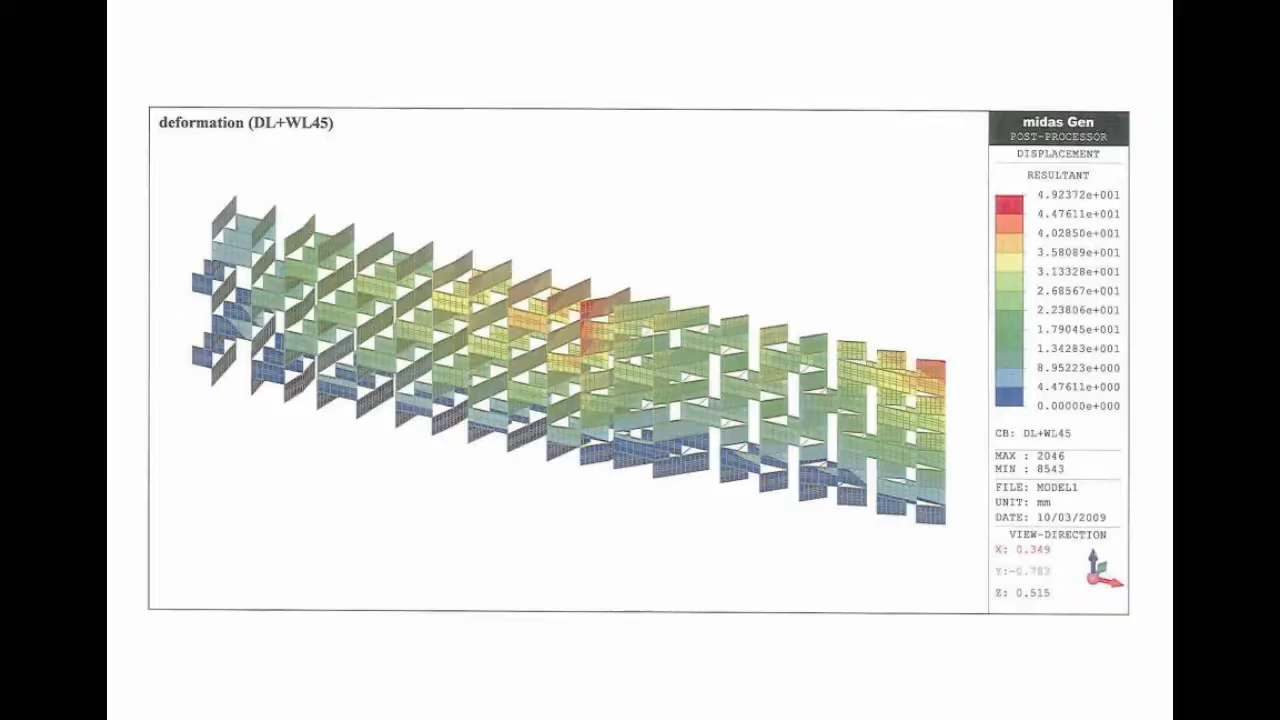 deformation (DL+WL45)
midas Gen
POST-PROCESSOR
DISPLACEMENT
RESULTANT
4.92372e+001
4.47611e+001
4.02850e+001
3.58089e+001
3.13328e+001
2.68567e+001
2.23806e+001
1.79045e+001
1.34283e+001
8.95223e+000
4.47611e+000
0.00000e+000
CB: DL+WL45
MAX : 2046
MIN : 8543
FILE: MODEL1
UNIT: mm
DATE: 10/03/2009
VIEW-DIRECTION
X: 0.349
Y:-0.783
Z: 0.515